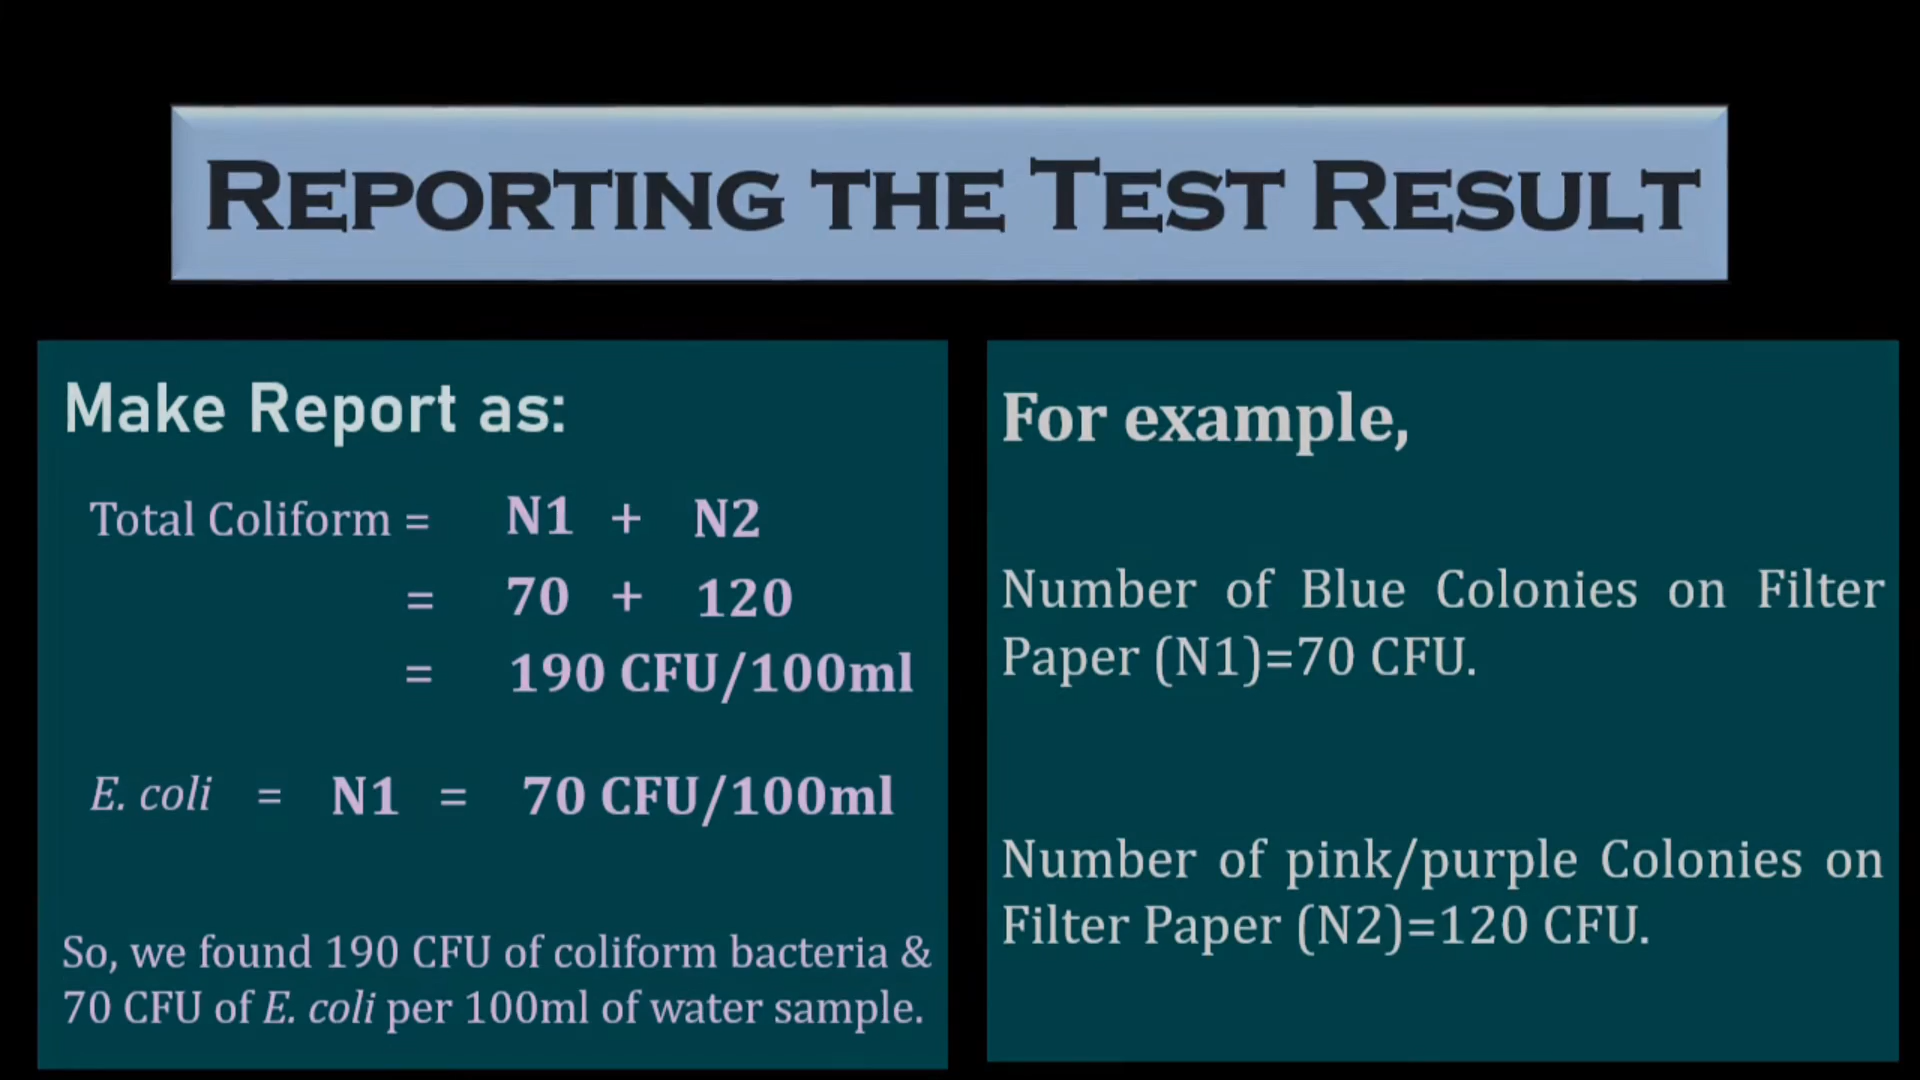 REPORTING THE TEST RESULT
Make Report as:
Total Coliform = N1 + N2
= 70 + 120
= 190 CFU/100ml
E. coli = N1 = 70 CFU/100ml
So, we found 190 CFU of coliform bacteria &
70 CFU of E. coli per 100ml of water sample.
For example,
Number of Blue Colonies on Filter
Paper (N1)=70 CFU.
Number of pink/purple Colonies on
Filter Paper (N2)=120 CFU.